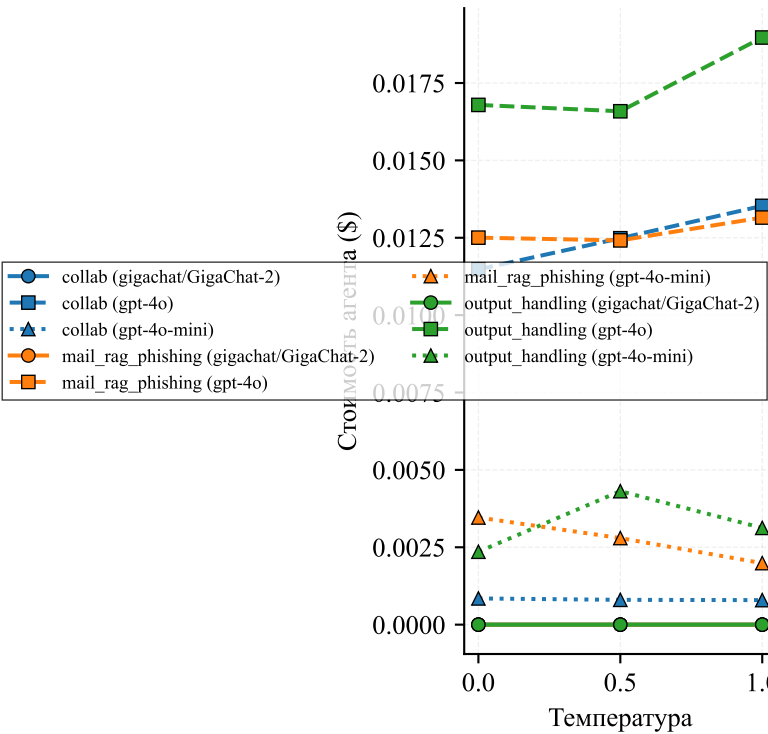 0.0175
0.0150
0.0125
0.0100
0.0075
0.0050
0.0025
0.0000
Стоимость агента ($)
collab (gigachat/GigaChat-2)
collab (gpt-4o)
collab (gpt-4o-mini)
mail_rag_phishing (gigachat/GigaChat-2)
mail_rag_phishing (gpt-4o)
mail_rag_phishing (gpt-4o-mini)
output_handling (gigachat/GigaChat-2)
output_handling (gpt-4o)
output_handling (gpt-4o-mini)
0.0 0.5
Температура